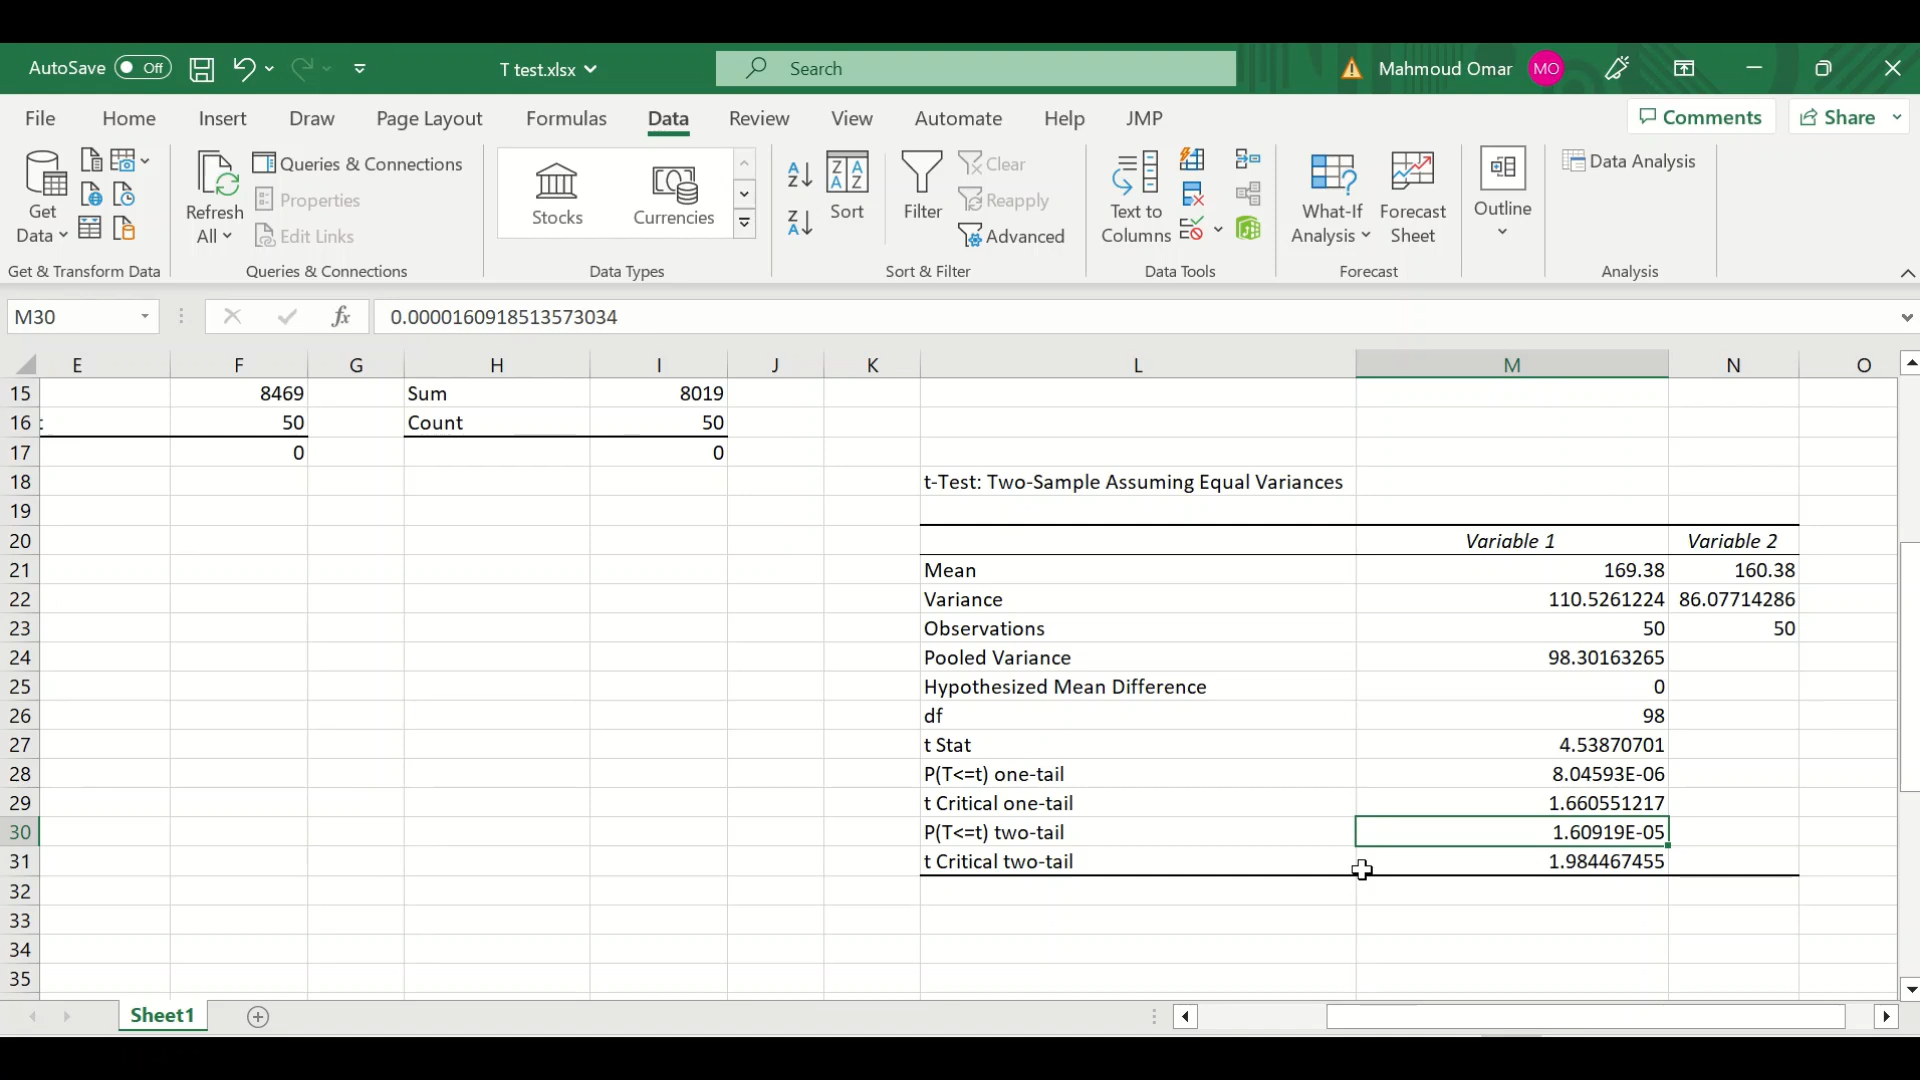 AutoSave Off T test.xlsx Search Mahmoud Omar MO
File Home Insert Draw Page Layout Formulas Data Review View Automate Help JMP Comments Share
Get Data
Refresh All
Queries & Connections
Properties
Edit Links
Stocks
Currencies
Sort
Filter
Clear
Reapply
Advanced
Text to Columns
What-If Analysis
Forecast Sheet
Outline
Data Analysis
Get & Transform Data Queries & Connections Data Types Sort & Filter Data Tools Forecast Analysis
M30 fx 0.0000160918513573034
E F G H I J K L M N O
15 8469 Sum 8019
16 : 50 Count 50
17 0 0
18 t-Test: Two-Sample Assuming Equal Variances
19
20 Variable 1 Variable 2
21 Mean 169.38 160.38
22 Variance 110.5261224 86.07714286
23 Observations 50 50
24 Pooled Variance 98.30163265
25 Hypothesized Mean Difference 0
26 df 98
27 t Stat 4.53870701
28 P(T<=t) one-tail 8.04593E-06
29 t Critical one-tail 1.660551217
30 P(T<=t) two-tail 1.60919E-05
31 t Critical two-tail 1.984467455
32
33
34
35
Sheet1